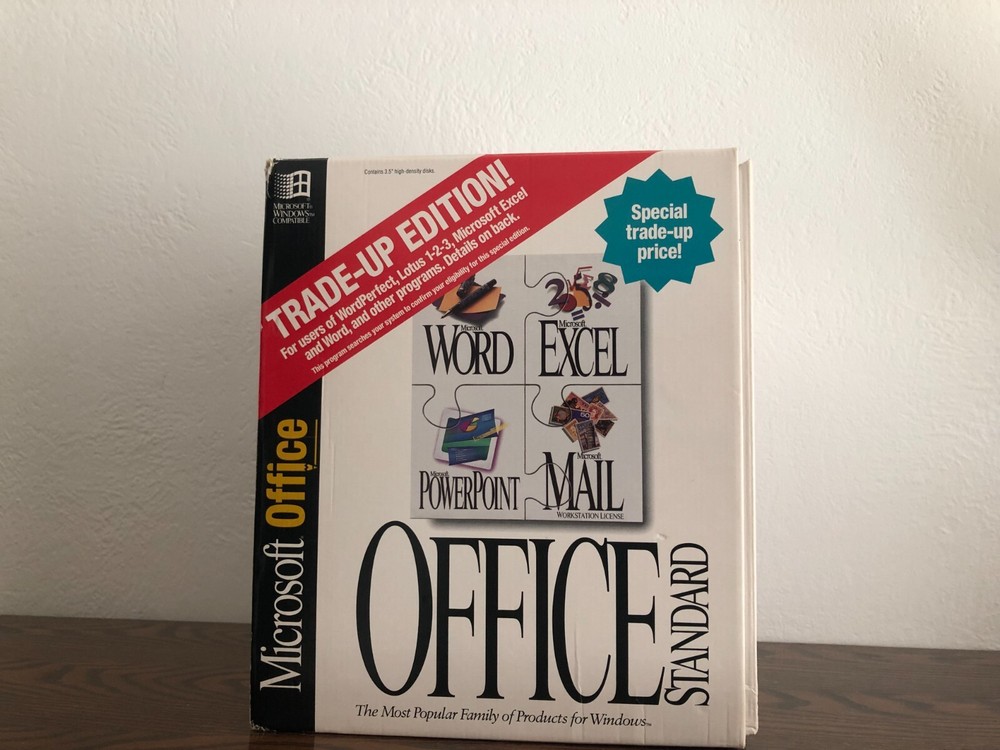 MICROSOFT®
WINDOWS™
COMPATIBLE
Contains 3.5" high-density disks.
TRADE-UP EDITION!
For users of WordPerfect, Lotus 1-2-3, Microsoft Excel
and Word, and other programs. Details on back.
This program searches your system to confirm your eligibility for this special edition.
Special
trade-up
price!
Microsoft
WORD
Microsoft
EXCEL
Microsoft
POWERPOINT
Microsoft
MAIL
WORKSTATION LICENSE
Microsoft Office
OFFICE
STANDARD
The Most Popular Family of Products for Windows™